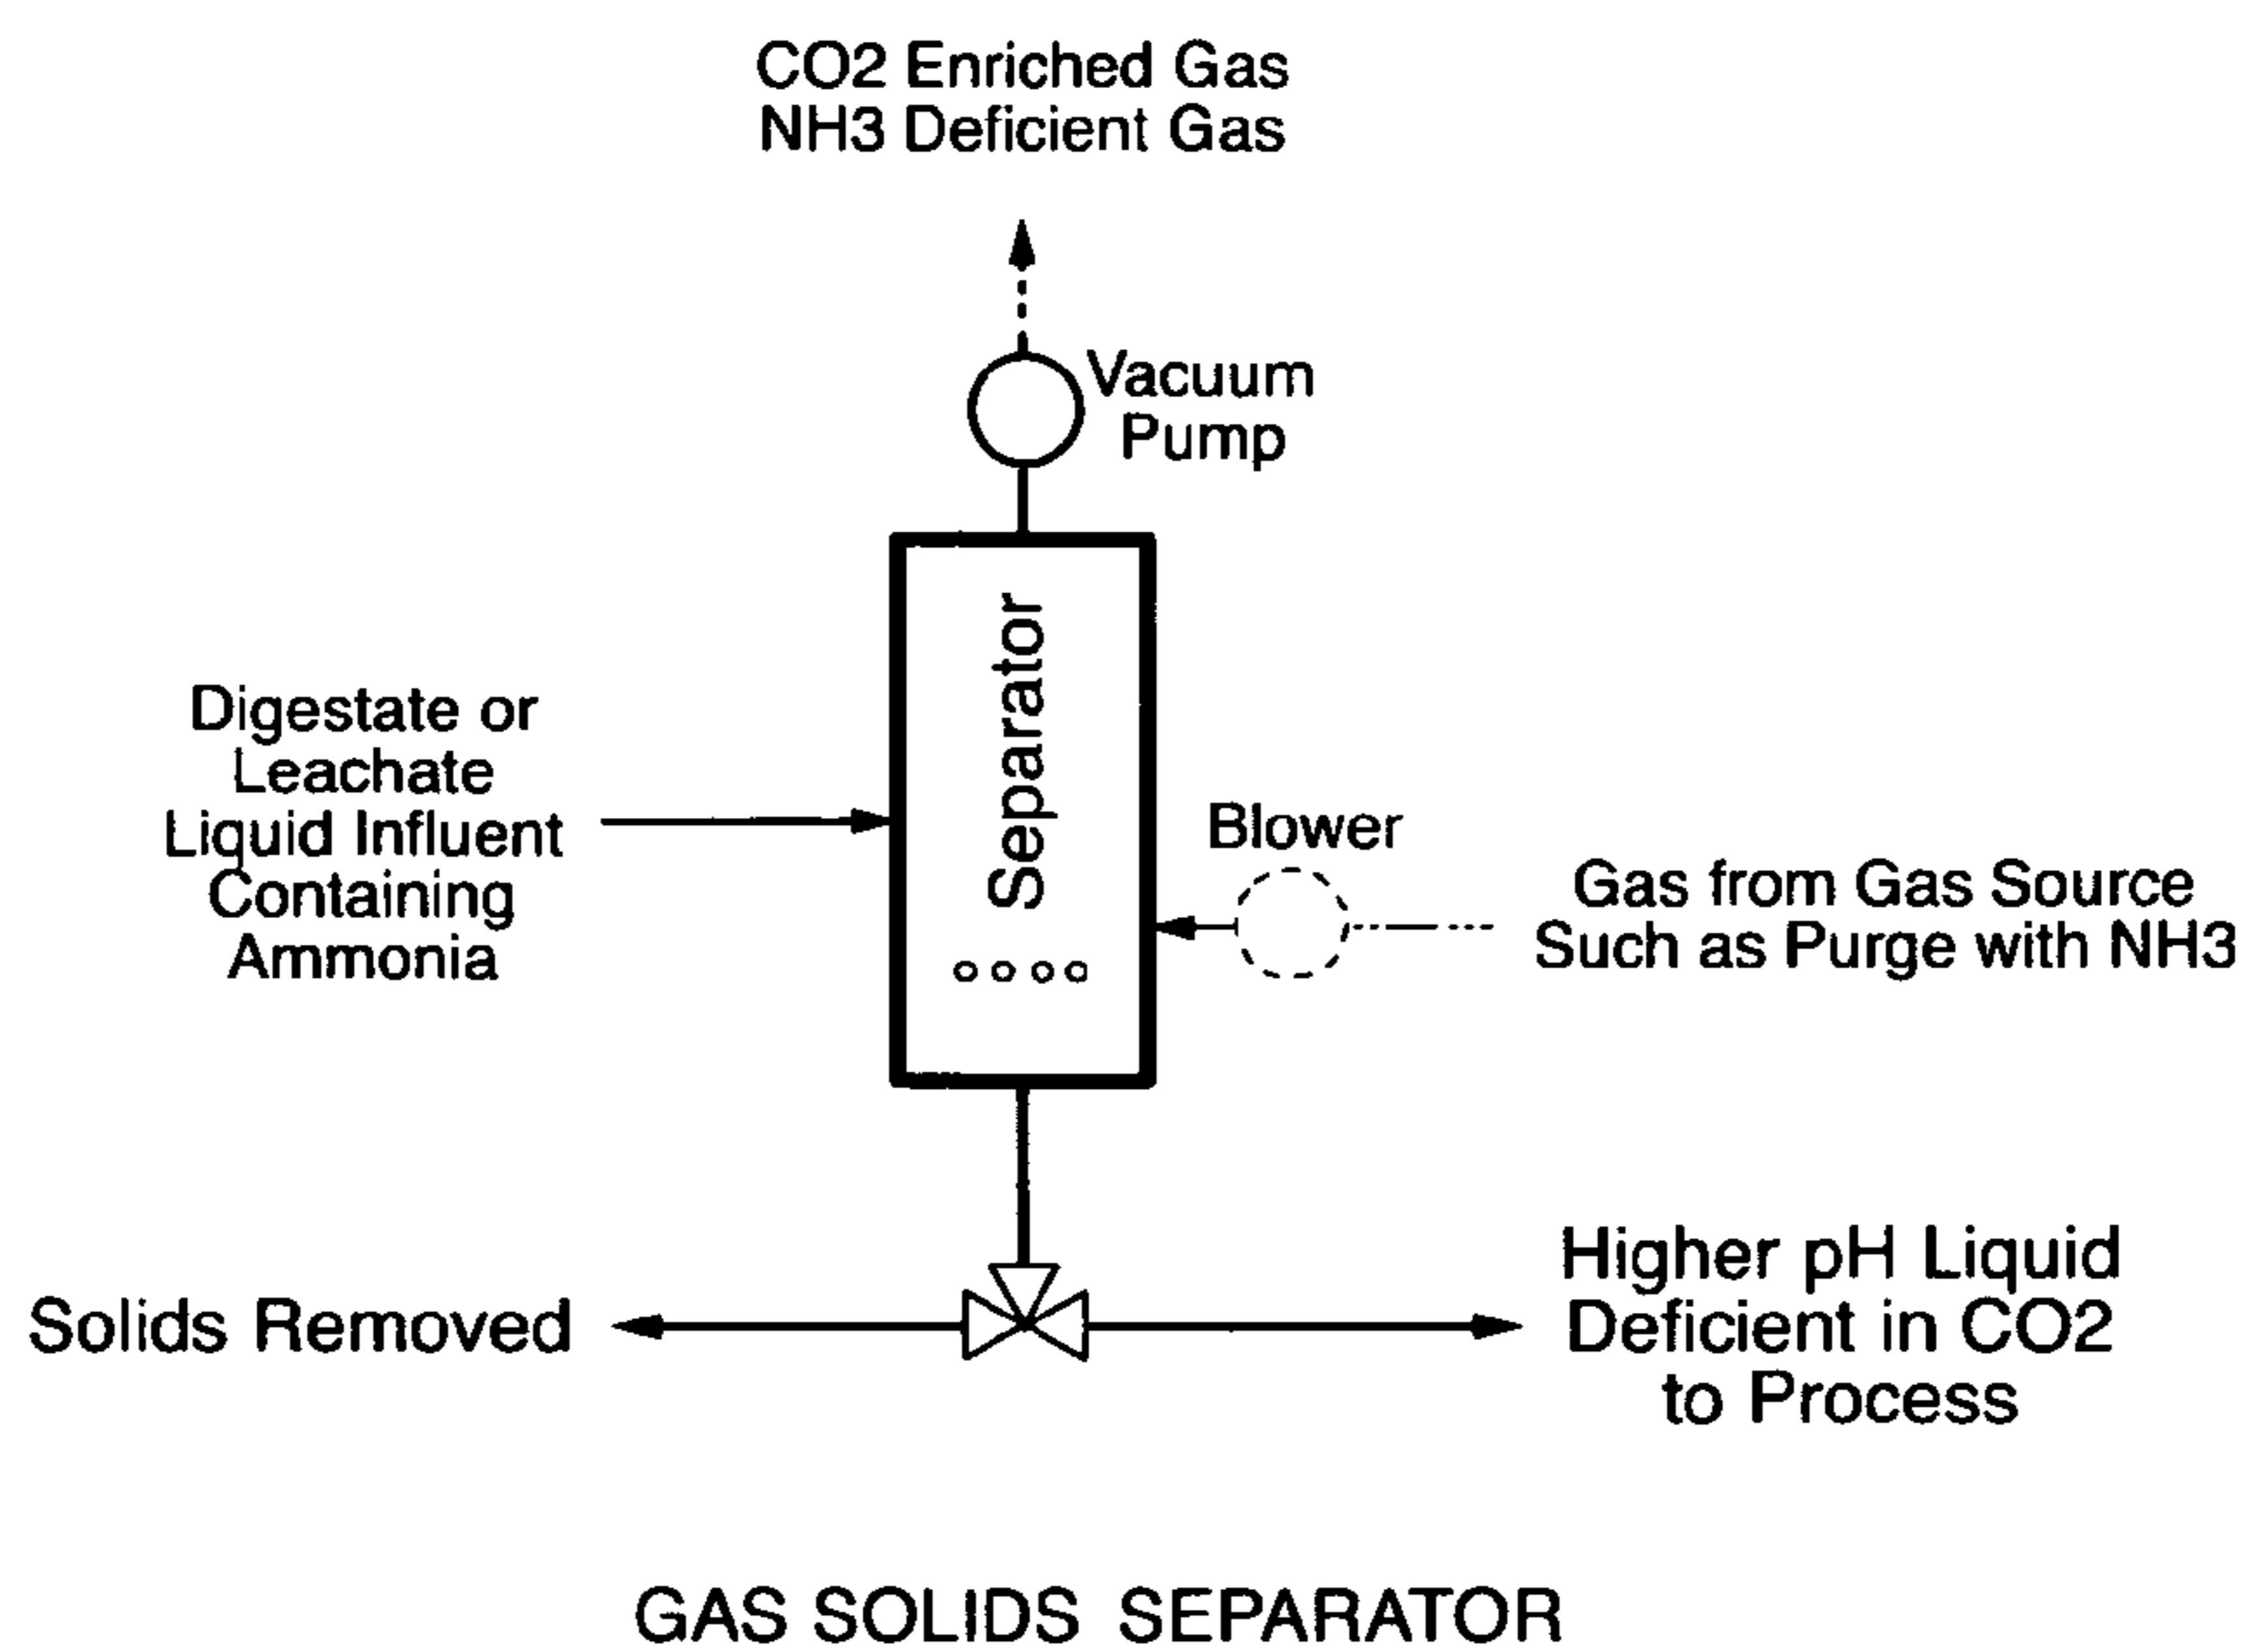 CO2 Enriched Gas
NH3 Deficient Gas
Vacuum
Pump
Separator
Digestate or
Leachate
Liquid Influent
Containing
Ammonia
Blower
Gas from Gas Source
Such as Purge with NH3
Solids Removed
Higher pH Liquid
Deficient in CO2
to Process
GAS SOLIDS SEPARATOR